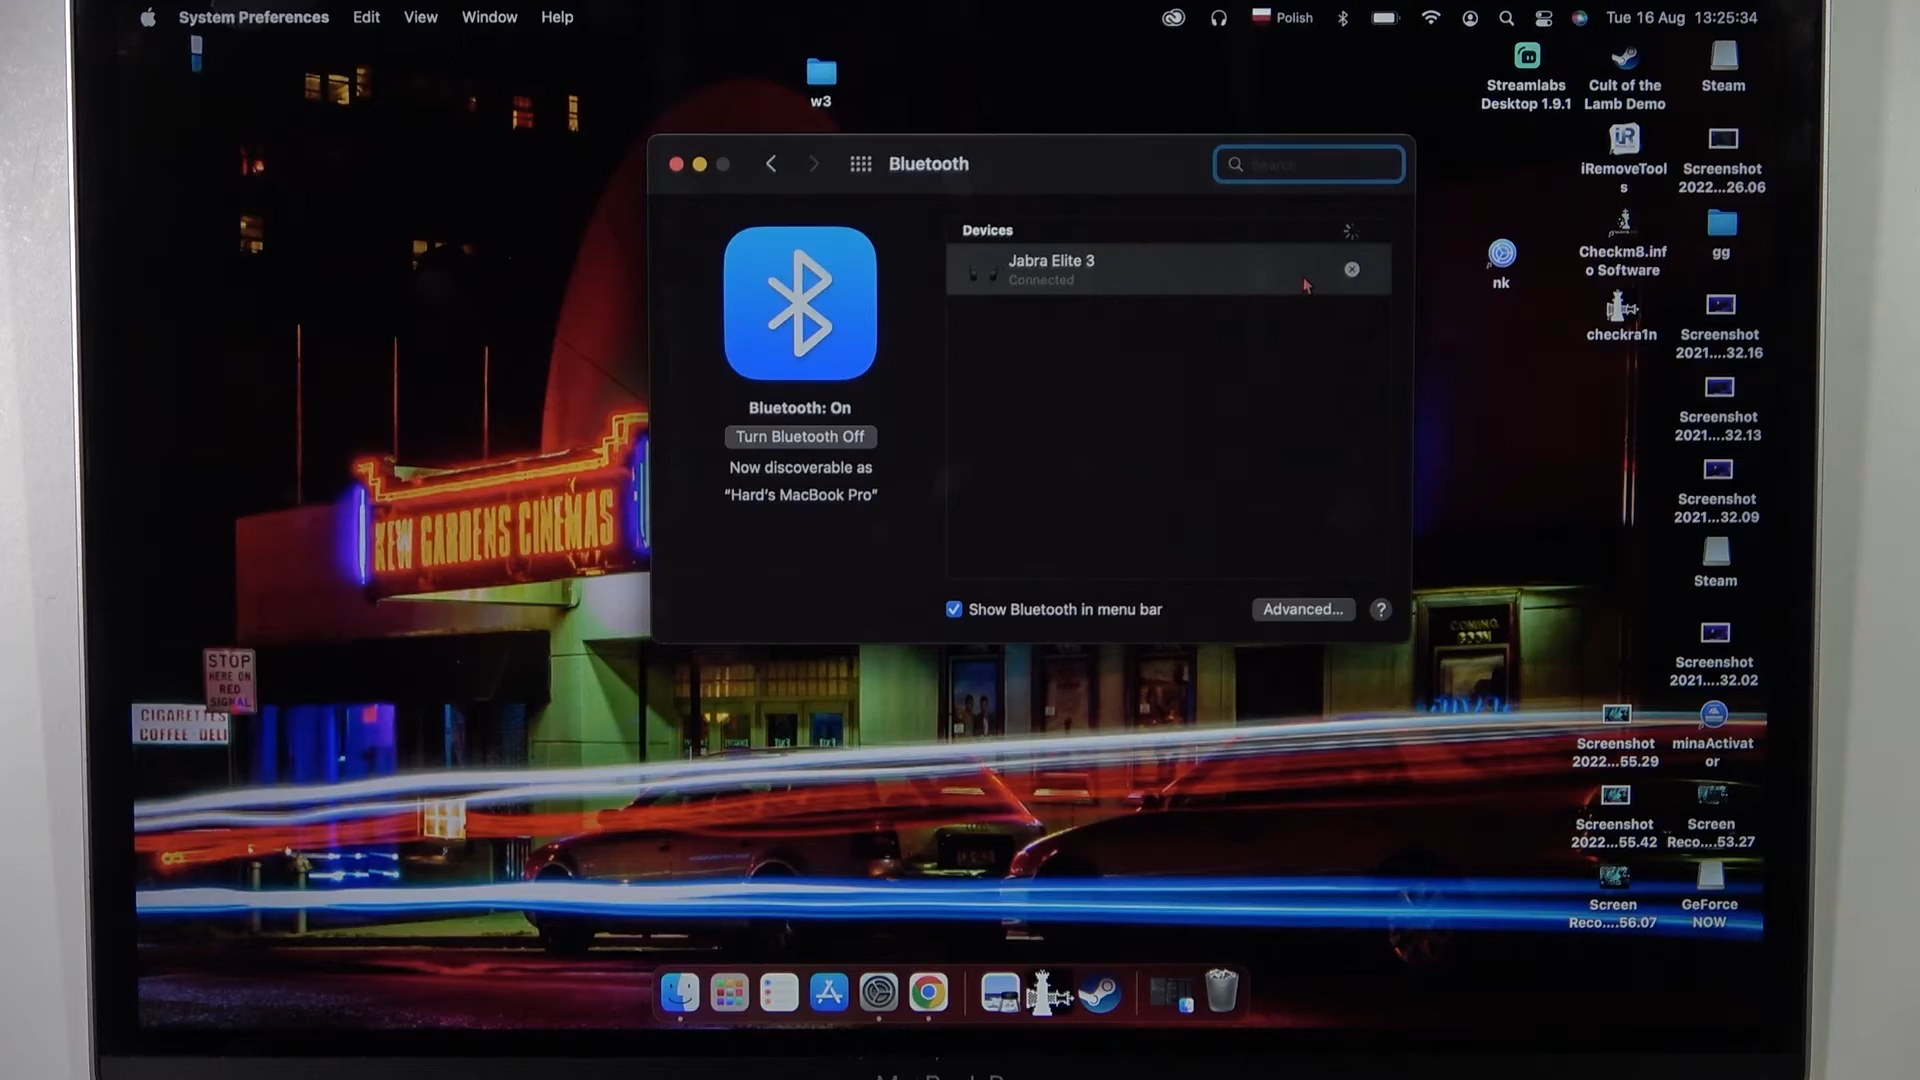 System Preferences Edit View Window Help
Polish Tue 16 Aug 13:25:34
w3
Streamlabs
Desktop 1.9.1
Cult of the
Lamb Demo
Steam
iRemoveTool
s
Screenshot
2022...26.06
Checkm8.inf
o Software
gg
nk
checkra1n
Screenshot
2021....32.16
Screenshot
2021....32.13
Screenshot
2021....32.09
Steam
Screenshot
2021....32.02
Screenshot
2022...55.29
minaActivat
or
Screenshot
2022...55.42
Screen
Reco....53.27
Screen
Reco....56.07
GeForce
NOW
Bluetooth
Search
Bluetooth: On
Turn Bluetooth Off
Now discoverable as
“Hard's MacBook Pro”
Devices
Jabra Elite 3
Connected
Show Bluetooth in menu bar
Advanced...
?
KEW GARDENS CINEMAS
STOP
HERE ON
RED
SIGNAL
CIGARETTES
COFFEE - DELI
COMING
SOON